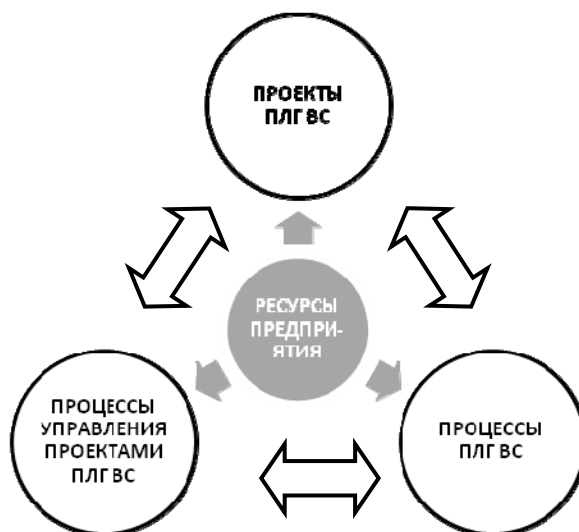 ПРОЕКТЫ
ПЛГ ВС
РЕСУРСЫ
ПРЕДПРИ-
ЯТИЯ
ПРОЦЕССЫ
УПРАВЛЕНИЯ
ПРОЕКТАМИ
ПЛГ ВС
ПРОЦЕССЫ
ПЛГ ВС